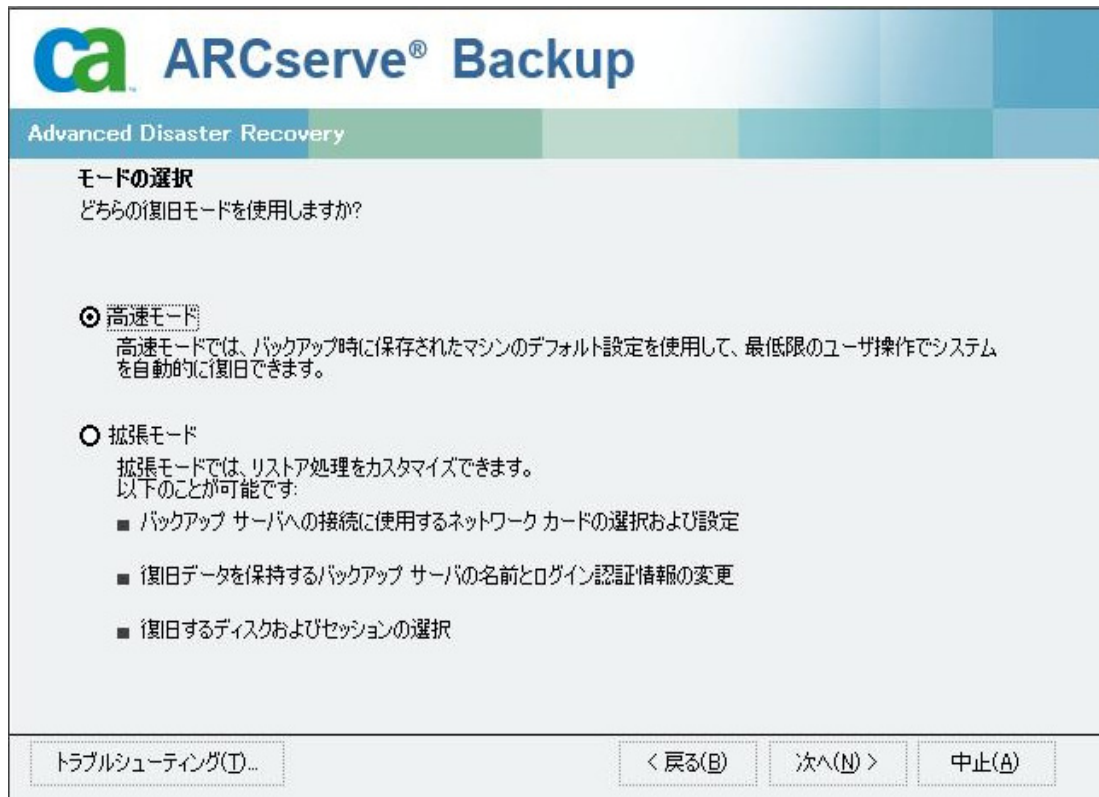 ca ARCserve® Backup
Advanced Disaster Recovery
モードの選択
どちらの復旧モードを使用しますか?
高速モード
高速モードでは、バックアップ時に保存されたマシンのデフォルト設定を使用して、最低限のユーザ操作でシステム
を自動的に復旧できます。
拡張モード
拡張モードでは、リストア処理をカスタマイズできます。
以下のことが可能です:
■ バックアップ サーバへの接続に使用するネットワーク カードの選択および設定
■ 復旧データを保持するバックアップ サーバの名前とログイン認証情報の変更
■ 復旧するディスクおよびセッションの選択
トラブルシューティング(T)... < 戻る(B) 次へ(N) > 中止(A)